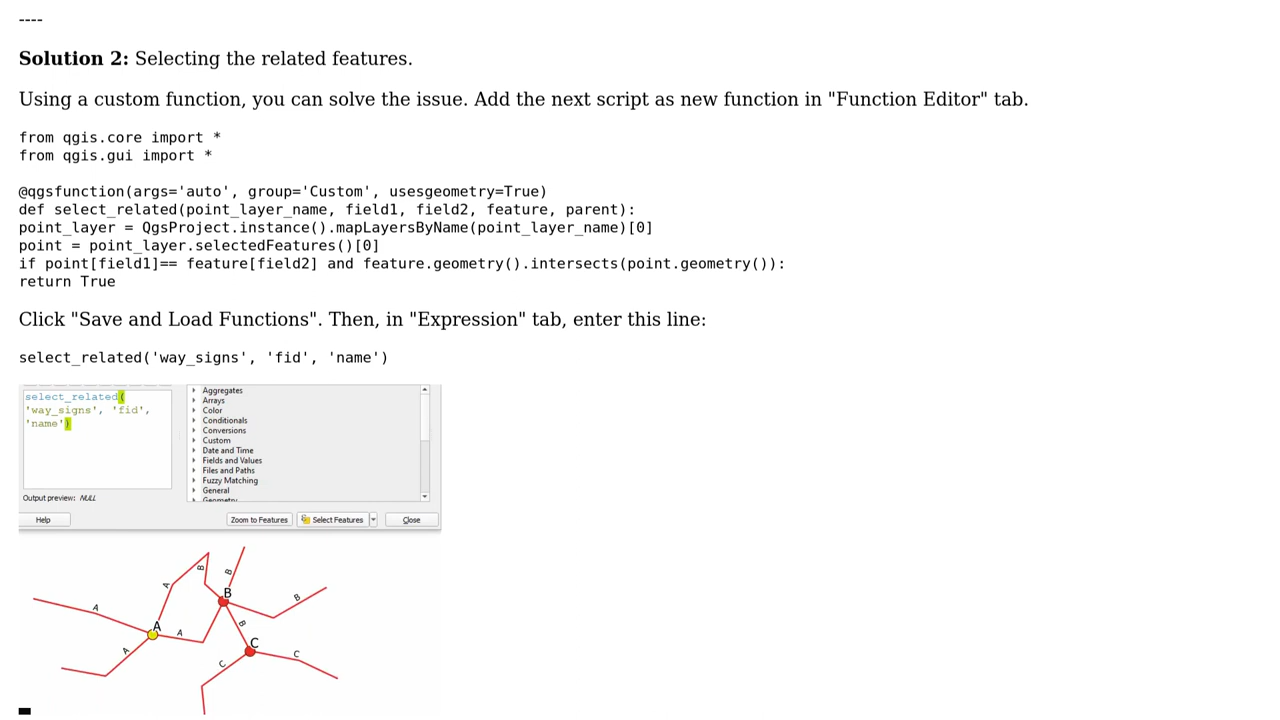 ----
Solution 2: Selecting the related features.
Using a custom function, you can solve the issue. Add the next script as new function in "Function Editor" tab.
from qgis.core import *
from qgis.gui import *
@qgsfunction(args='auto', group='Custom', usesgeometry=True)
def select_related(point_layer_name, field1, field2, feature, parent):
point_layer = QgsProject.instance().mapLayersByName(point_layer_name)[0]
point = point_layer.selectedFeatures()[0]
if point[field1]== feature[field2] and feature.geometry().intersects(point.geometry()):
return True
Click "Save and Load Functions". Then, in "Expression" tab, enter this line:
select_related('way_signs', 'fid', 'name')
select_related(
'way_signs', 'fid',
'name')
Output preview: NULL
Aggregates
Arrays
Color
Conditionals
Conversions
Custom
Date and Time
Fields and Values
Files and Paths
Fuzzy Matching
General
Geometry
Help
Zoom to Features
Select Features
Close
B
B
A
B
B
A
A
A
B
A
C
C
C